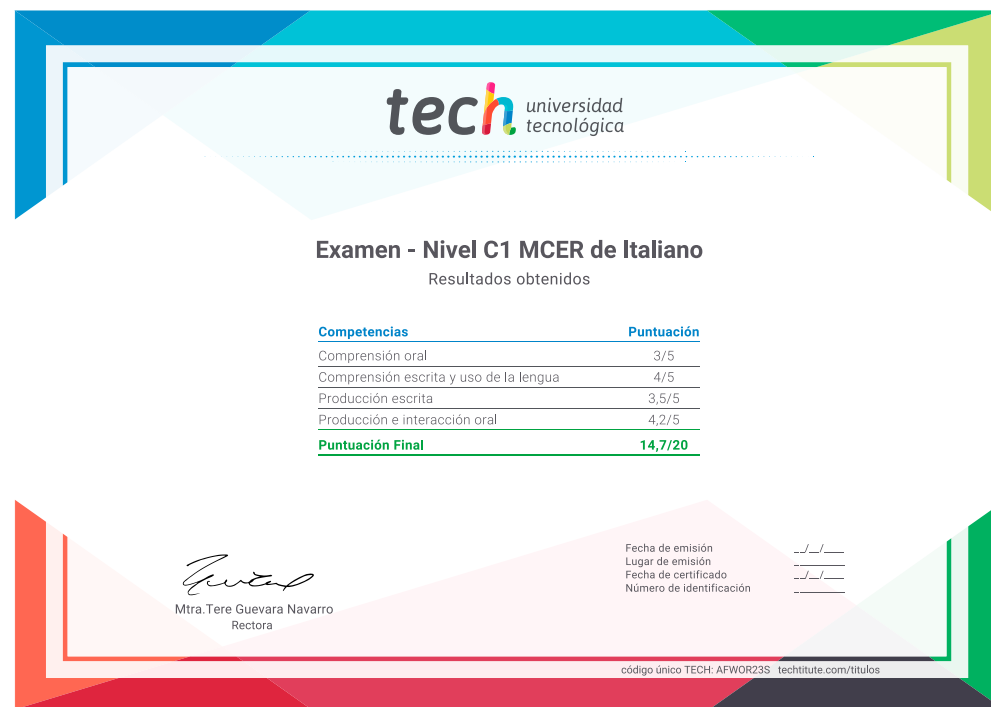 tech universidad
tecnológica
Examen - Nivel C1 MCER de Italiano
Resultados obtenidos
Competencias Puntuación
Comprensión oral 3/5
Comprensión escrita y uso de la lengua 4/5
Producción escrita 3,5/5
Producción e interacción oral 4,2/5
Puntuación Final 14,7/20
Fecha de emisión __/__/____
Lugar de emisión ________
Fecha de certificado __/__/____
Número de identificación ________
Mtra.Tere Guevara Navarro
Rectora
código único TECH: AFWOR23S techtitute.com/titulos